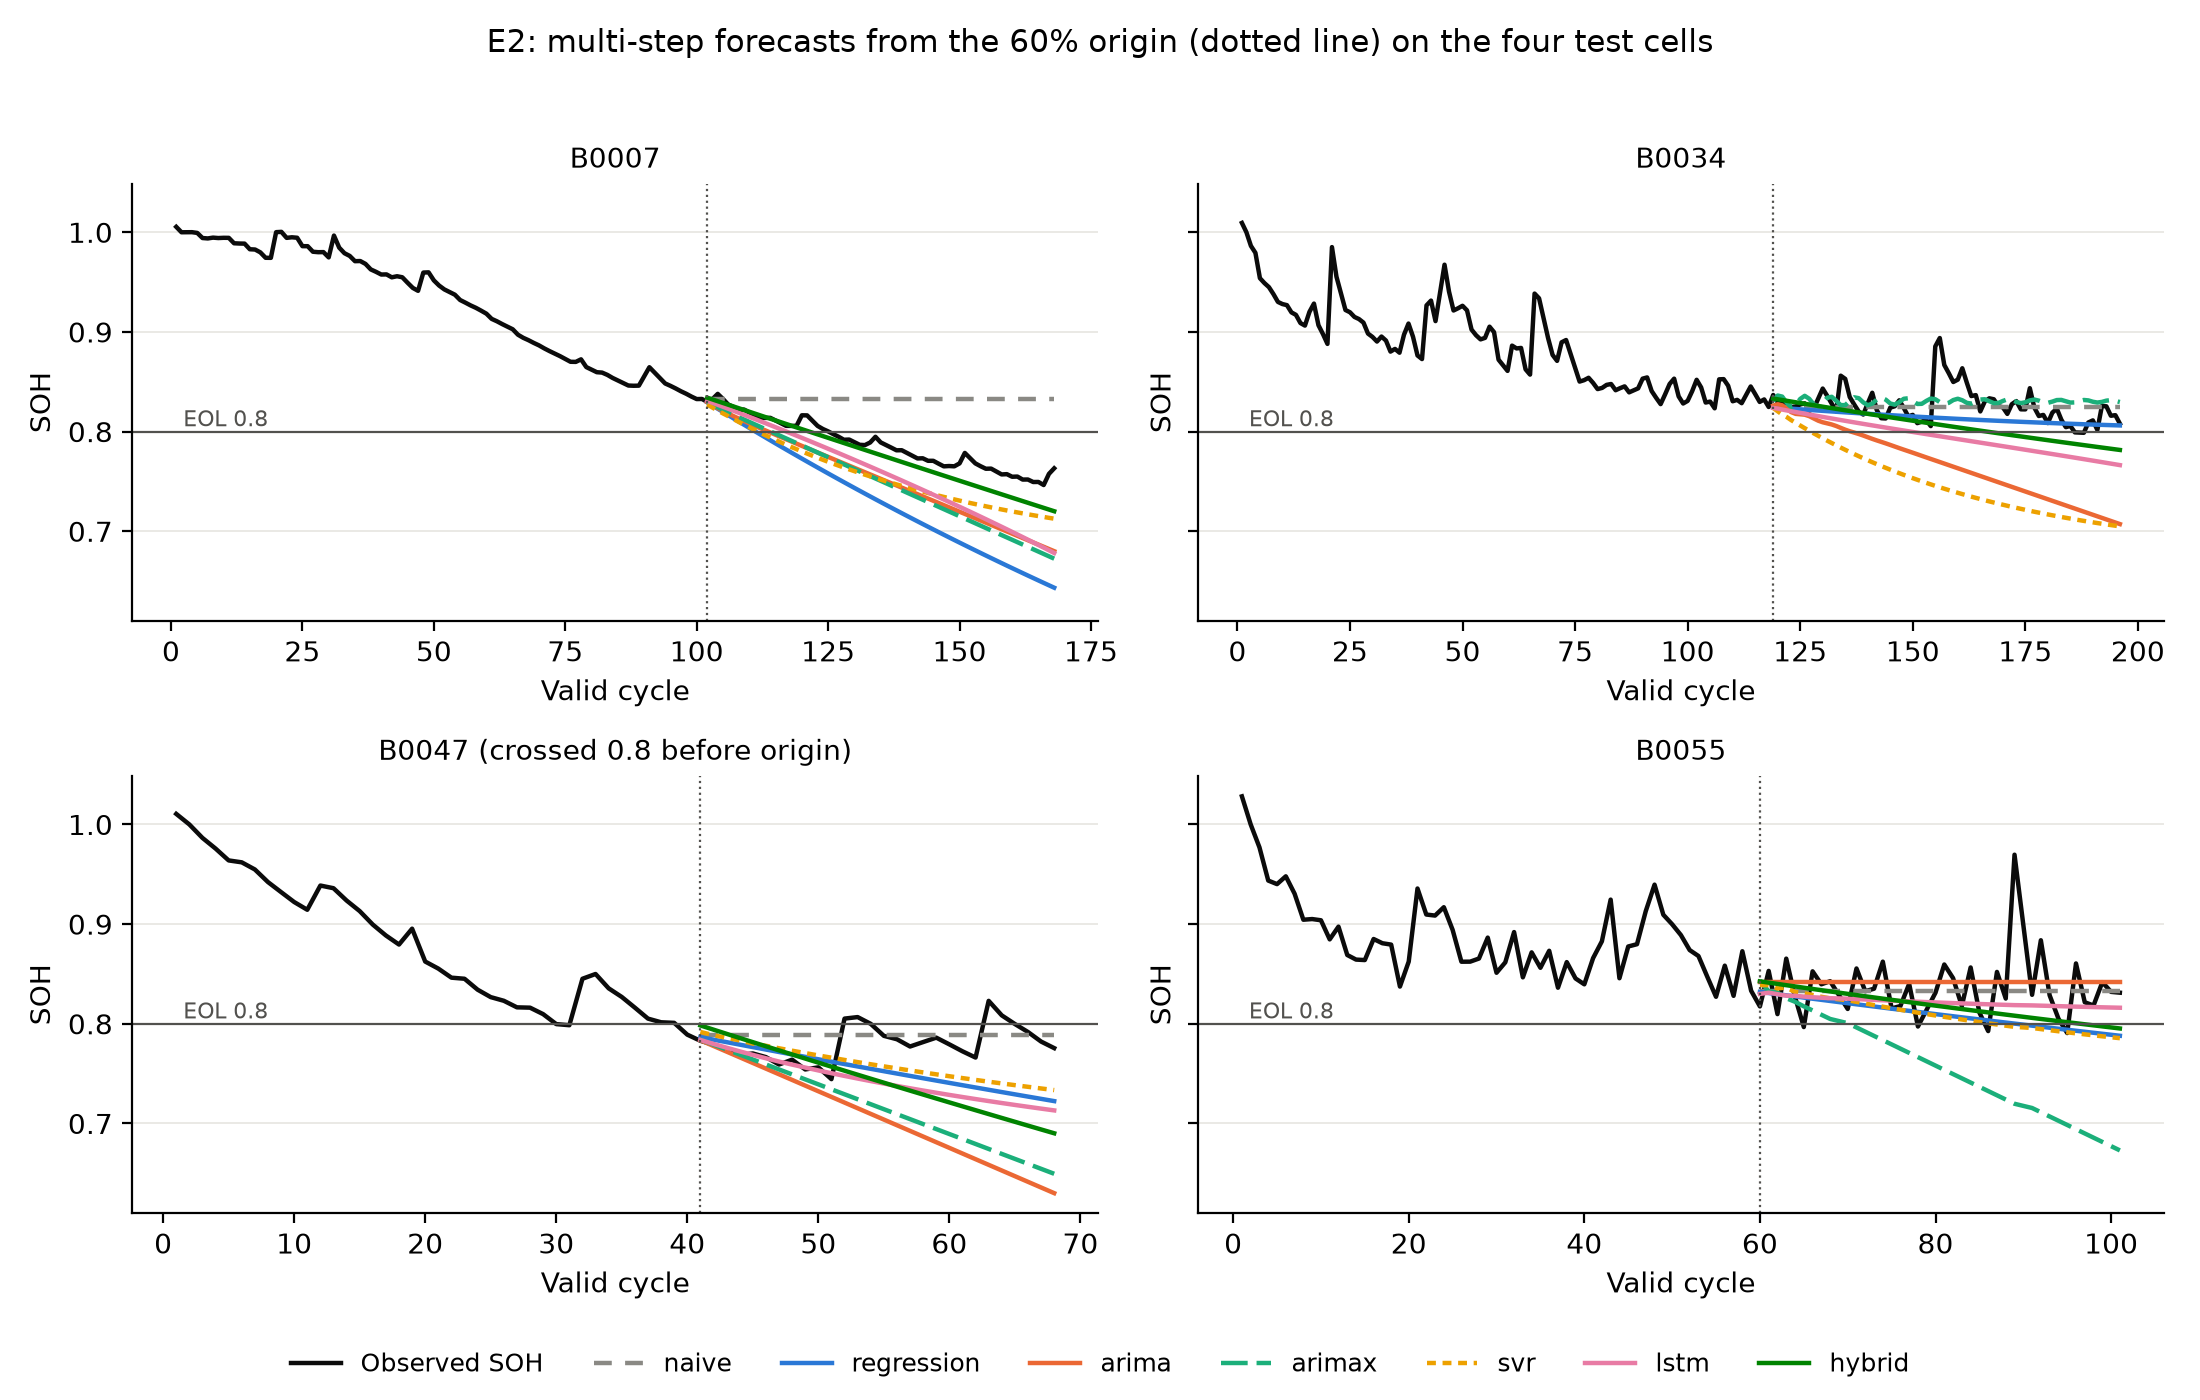 E2: multi-step forecasts from the 60% origin (dotted line) on the four test cells
B0007
SOH
1.0
0.9
0.8
0.7
EOL 0.8
0 25 50 75 100 125 150 175
Valid cycle
B0034
SOH
EOL 0.8
0 25 50 75 100 125 150 175 200
Valid cycle
B0047 (crossed 0.8 before origin)
SOH
1.0
0.9
0.8
0.7
EOL 0.8
0 10 20 30 40 50 60 70
Valid cycle
B0055
SOH
EOL 0.8
0 20 40 60 80 100
Valid cycle
Observed SOH naive regression arima arimax svr lstm hybrid